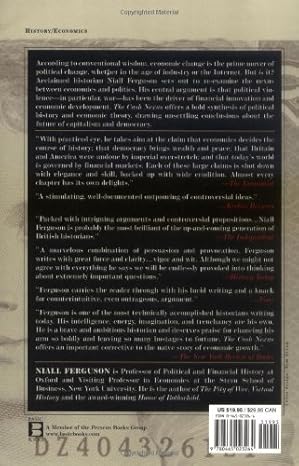 HISTORY/ECONOMICS
According to conventional wisdom, economic change is the prime mover of
political change, whether in the age of industry or the Internet. But is it?
Acclaimed historian Niall Ferguson sets out to re-examine the nexus
between economics and politics. His central argument is that political vio-
lence—in particular, war—has been the driver of financial innovation and
economic development. The Cash Nexus offers a bold synthesis of political
history and economic theory, drawing unsettling conclusions about the
future of capitalism and democracy.
"With practiced eye, he takes aim at the claim that economics decides the
course of history; that democracy brings wealth and peace; that Britain
and America were undone by imperial overstretch; and that today's world
is governed by financial markets. Each of these large clams is shot down
with elegance and skill, backed up with wide erudition. Almost every
chapter has its own delights."
—The Economist
"A stimulating, well-documented outpouring of controversial ideas."
—Kirkus Reviews
"Packed with intriguing arguments and controversial propositions... Niall
Ferguson is probably the most brilliant of the up-and-coming generation of
British historians."
—The Independent
"A marvelous combination of persuasion and provocation. Ferguson
writes with great force and clarity... vigor and wit. Although we might not
agree with everything he says we will be endlessly provoked into thinking
about extremely important questions."
—History Today
"Ferguson carries the reader through with his lucid writing and a knack
for counterintuitive, even outrageous, argument."
"Ferguson is one of the most technically accomplished historians writing
today. His intelligence, energy, imagination, and trenchancy are his own.
He is a brave and ambitious historian and deserves praise for chancing his
arm so boldly and leaving so many hostages to fortune. The Cash Nexus
offers an important corrective to the naive story of economic growth."
—The New York Review of Books
NIALL FERGUSON is Professor of Political and Financial History at
Oxford and Visiting Professor in Economics at the Stern School of
Business, New York University. He is the author of The Pity of War, Virtual
History and the award-winning House of Rothschild.
BASIC
B
A Member of the Perseus Books Group
www.basicbooks.com
US $19.95 / $29.95 CAN
9 780465 023264
DZ40432614